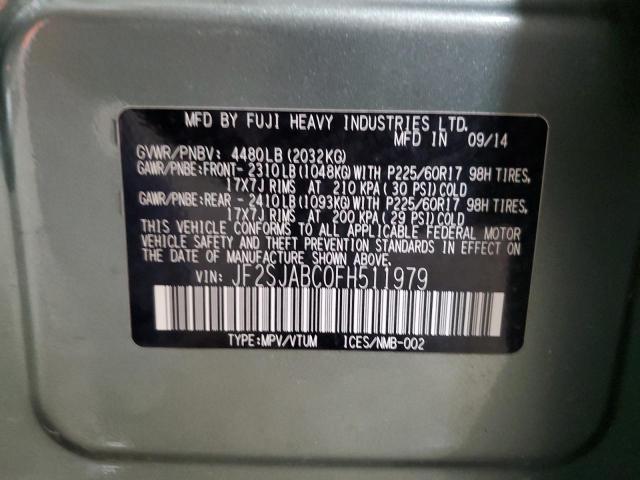 MFD BY FUJI HEAVY INDUSTRIES LTD.
MFD IN 09/14
GVWR/PNBV: 4480LB(2032KG)
GAWR/PNBE:FRONT-2310LB(1048KG)WITH P225/60R17 98H TIRES,
17X7J RIMS AT 210 KPA(30 PSI)COLD
GAWR/PNBE:REAR -2410LB(1093KG)WITH P225/60R17 98H TIRES,
17X7J RIMS AT 200 KPA(29 PSI)COLD
THIS VEHICLE CONFORMS TO ALL APPLICABLE FEDERAL MOTOR
VEHICLE SAFETY AND THEFT PREVENTION STANDARDS IN EFFECT ON
THE DATE OF MANUFACTURE SHOWN ABOVE.
VIN: JF2SJABC0FH511979
TYPE:MPV/VTUM ICES/NMB-002